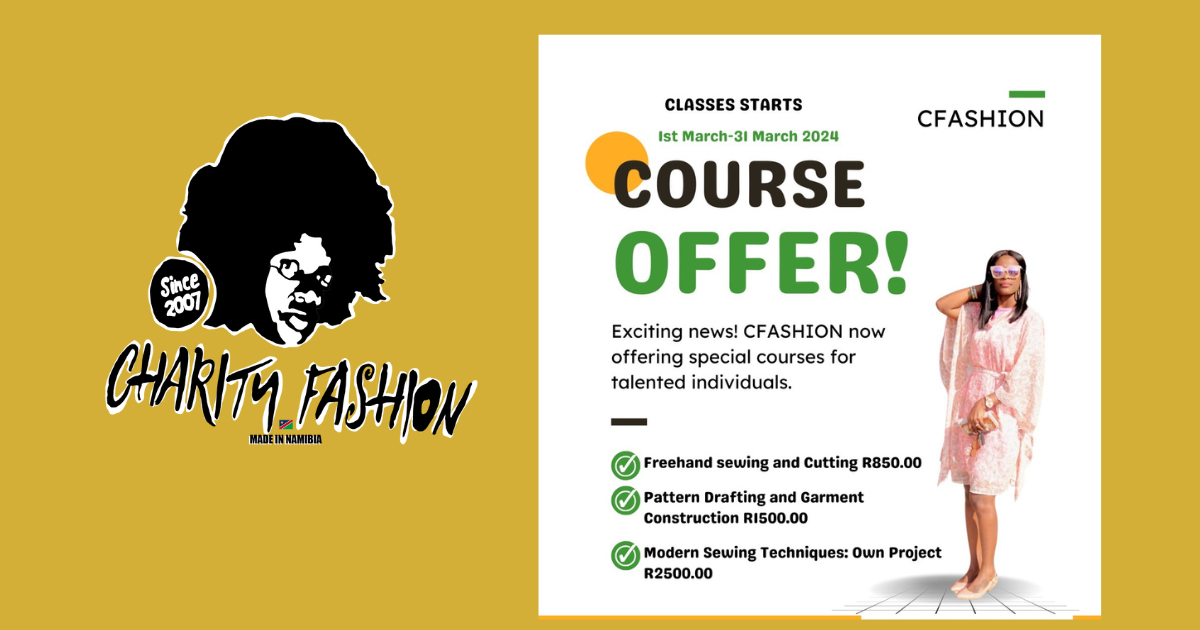 Since
2007
CHARITY FASHION
MADE IN NAMIBIA
CLASSES STARTS
1st March-31 March 2024
CFASHION
COURSE
OFFER!
Exciting news! CFASHION now
offering special courses for
talented individuals.
Freehand sewing and Cutting R850.00
Pattern Drafting and Garment
Construction R1500.00
Modern Sewing Techniques: Own Project
R2500.00